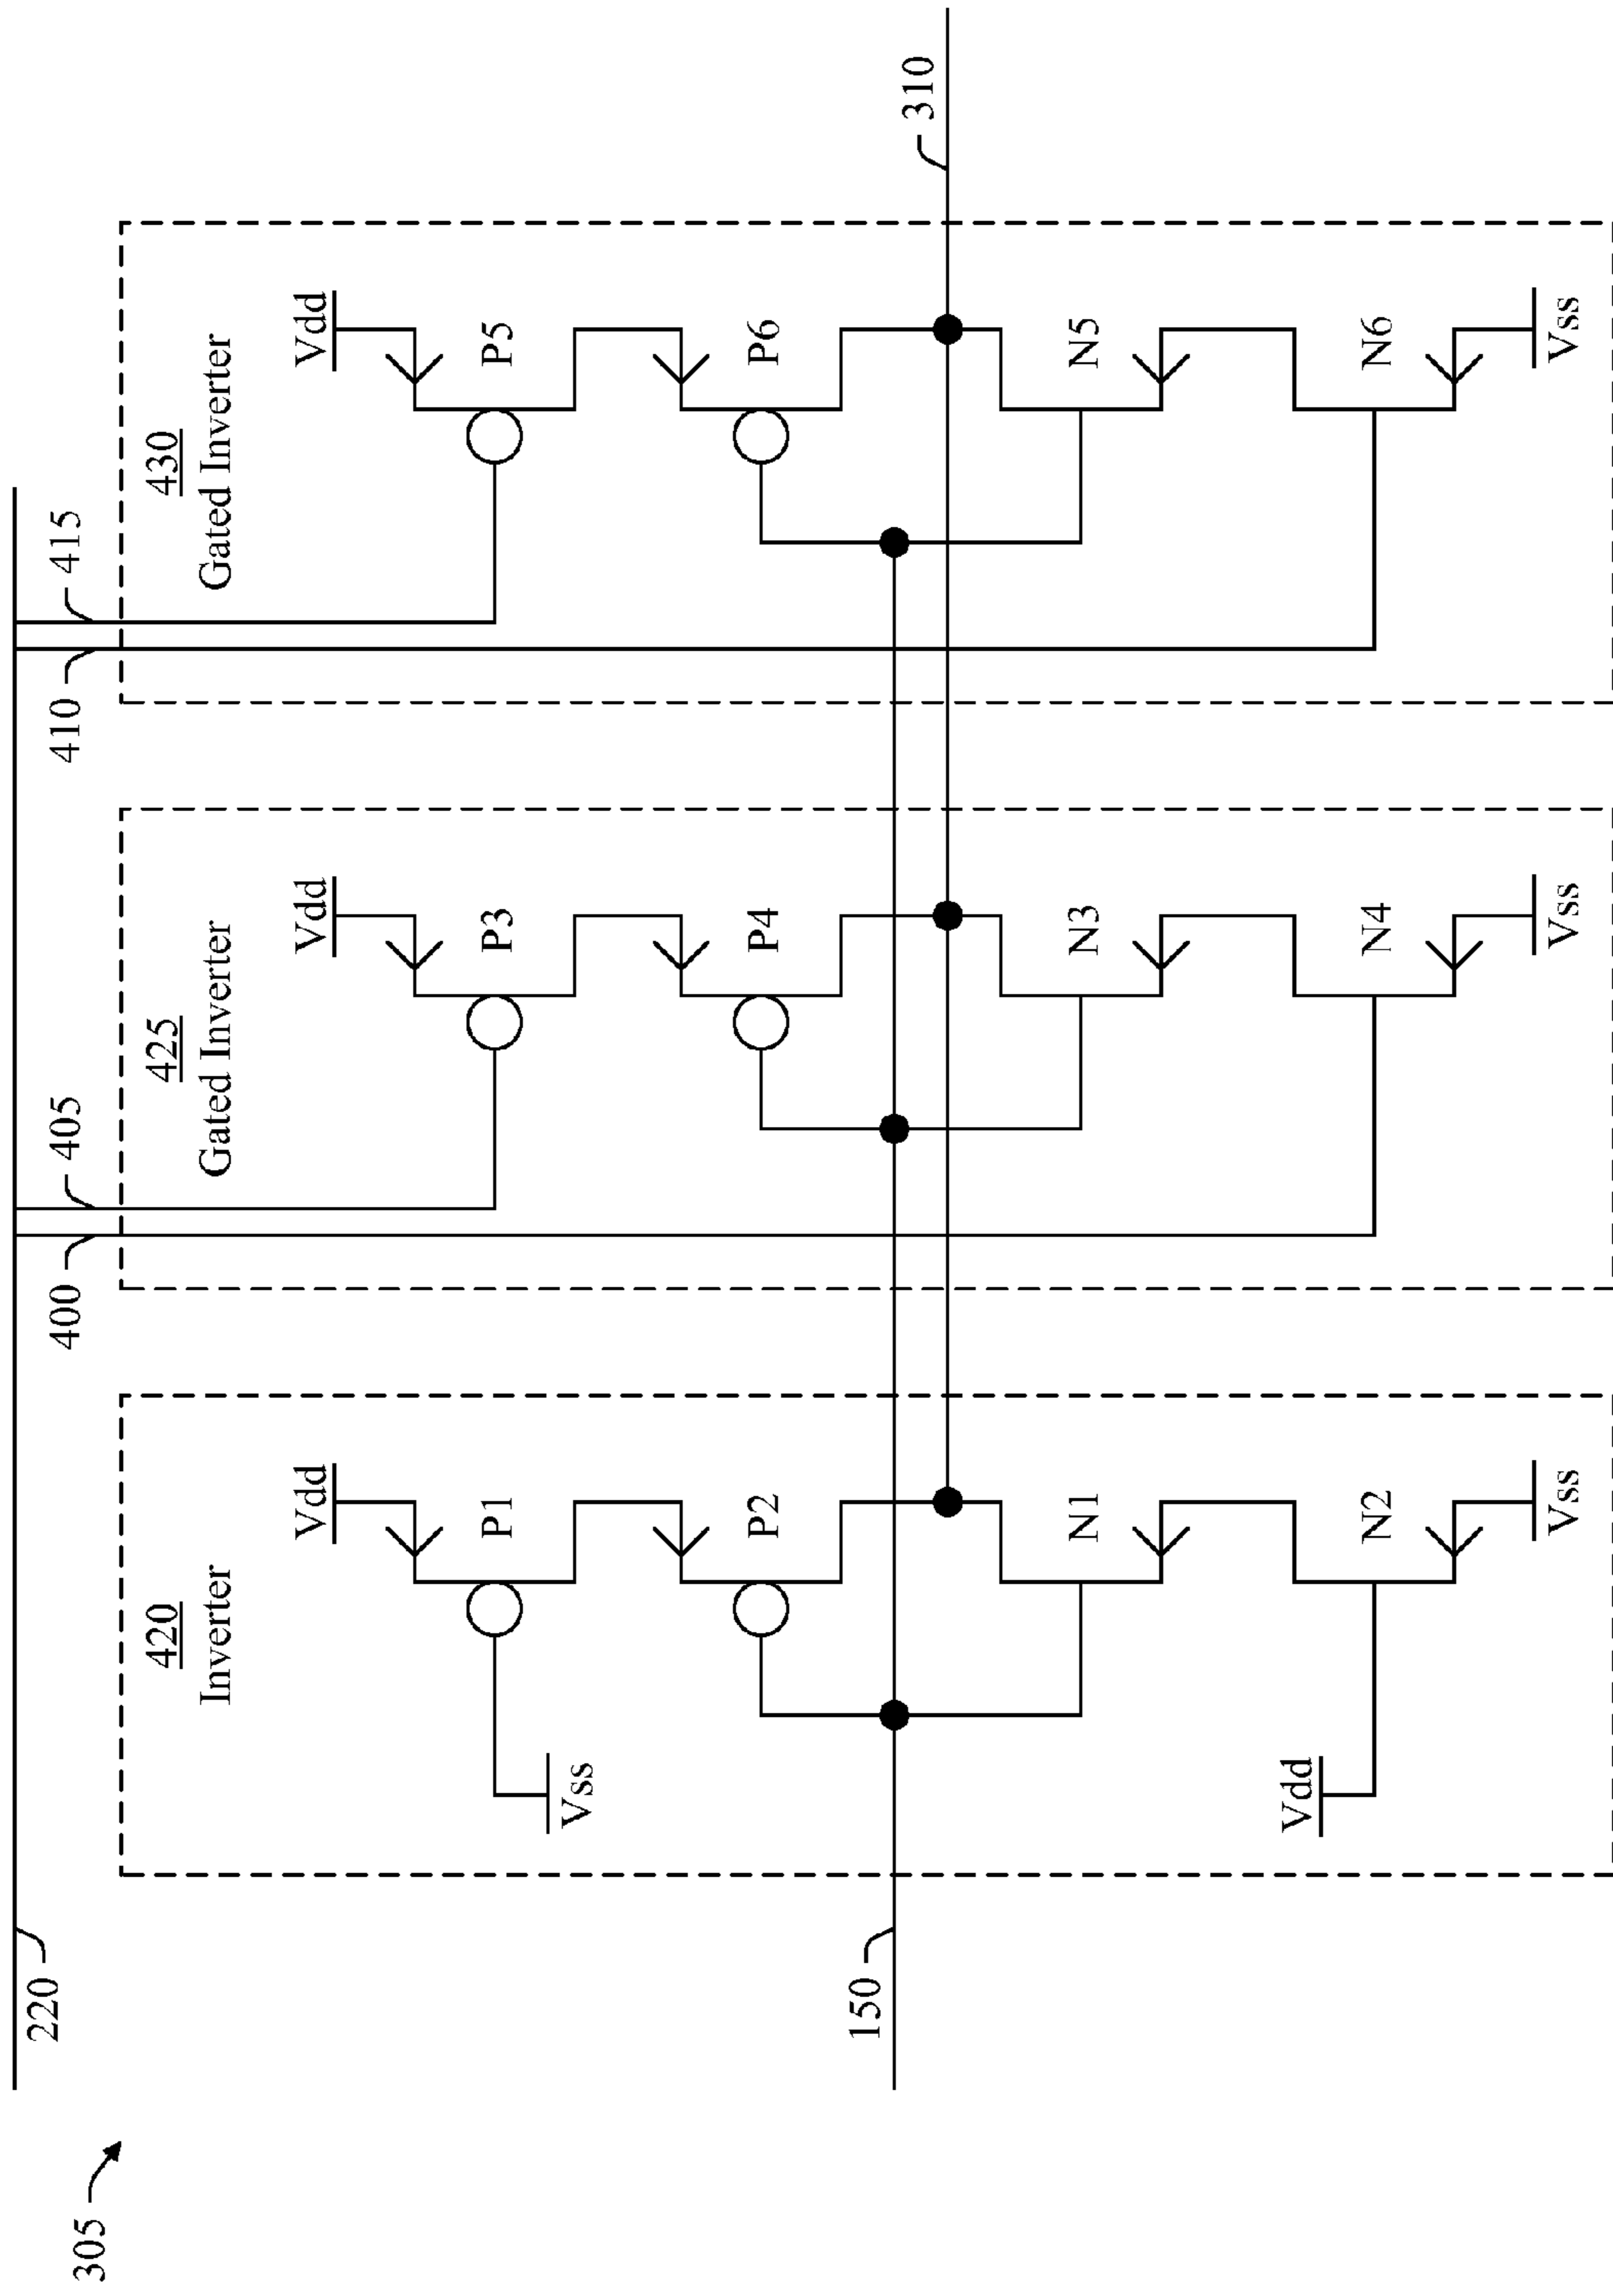 305
220
400
405
410
415
420
Inverter
425
Gated Inverter
430
Gated Inverter
Vdd
Vdd
Vdd
P1
P3
P5
Vss
P2
P4
P6
150
310
N1
N3
N5
Vdd
N2
N4
N6
Vss
Vss
Vss